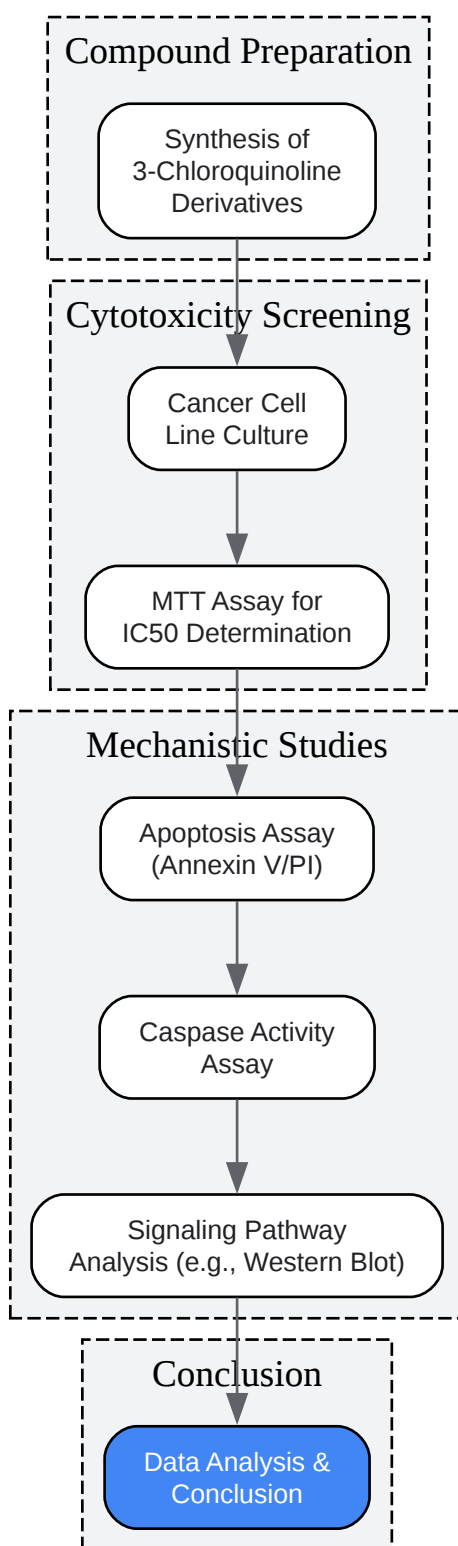 Compound Preparation
Synthesis of
3-Chloroquinoline
Derivatives
Cytotoxicity Screening
Cancer Cell
Line Culture
MTT Assay for
IC50 Determination
Mechanistic Studies
Apoptosis Assay
(Annexin V/PI)
Caspase Activity
Assay
Signaling Pathway
Analysis (e.g., Western Blot)
Conclusion
Data Analysis &
Conclusion